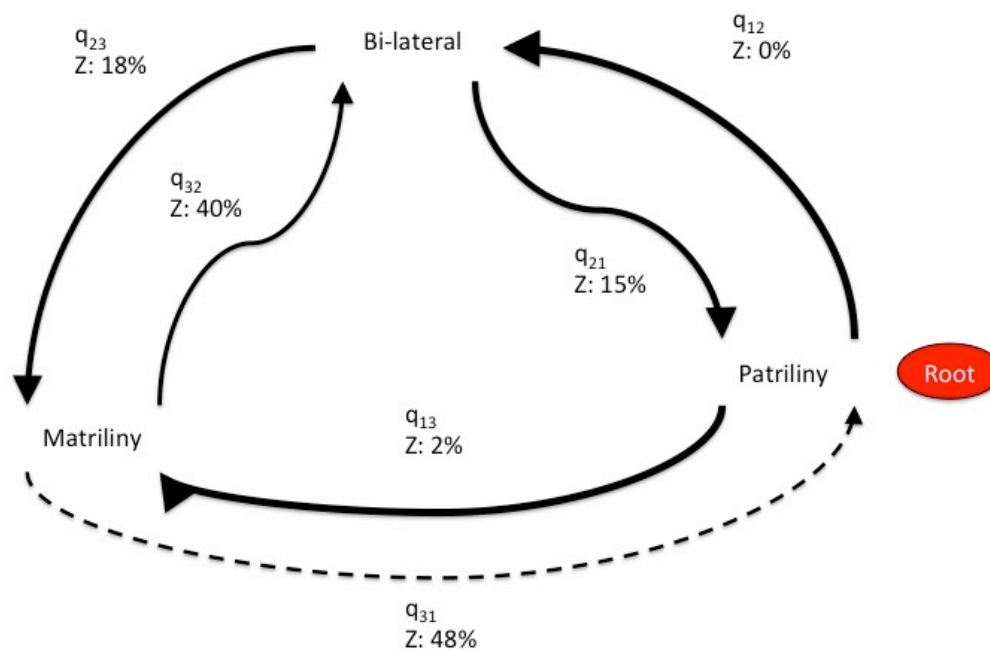 q23
Z: 18%
Bi-lateral
q12
Z: 0%
q32
Z: 40%
q21
Z: 15%
Patriliny
Root
q13
Z: 2%
Matriliny
q31
Z: 48%